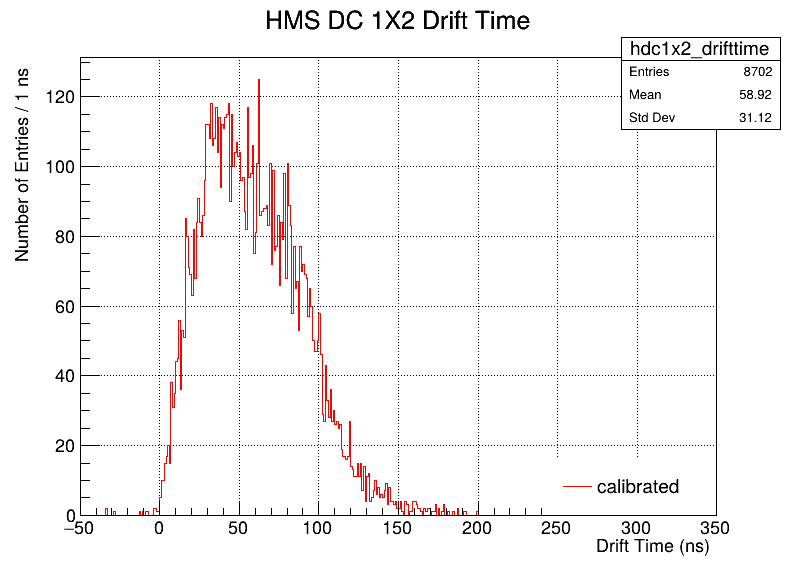 HMS DC 1X2 Drift Time
hdc1x2_drifttime
Entries 8702
Mean 58.92
Std Dev 31.12
Number of Entries / 1 ns
120
100
80
60
40
20
0
−50 0 50 100 150 200 250 300 350
calibrated
Drift Time (ns)